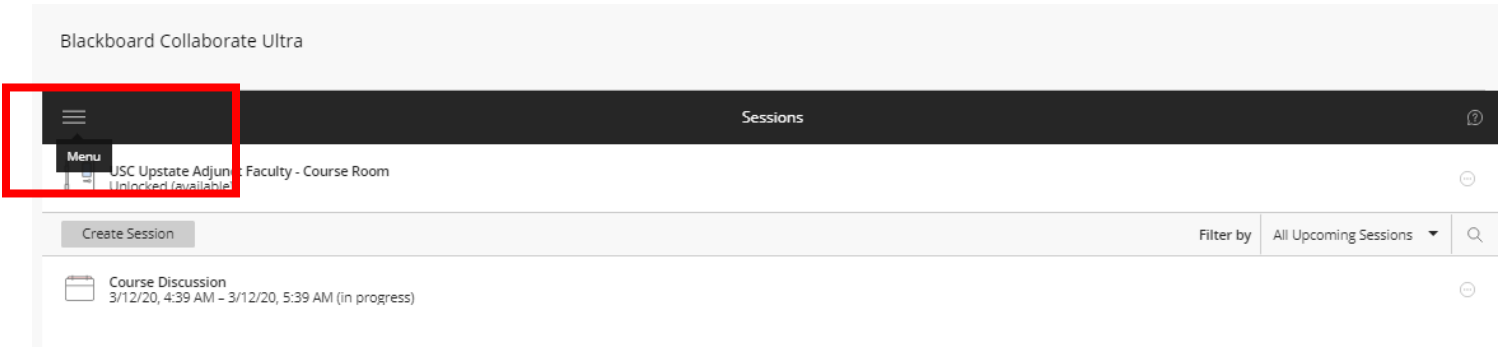 Blackboard Collaborate Ultra
Sessions
Menu
USC Upstate Adjunct Faculty - Course Room
Unlocked (available)
Create Session
Filter by
All Upcoming Sessions
Course Discussion
3/12/20, 4:39 AM – 3/12/20, 5:39 AM (in progress)